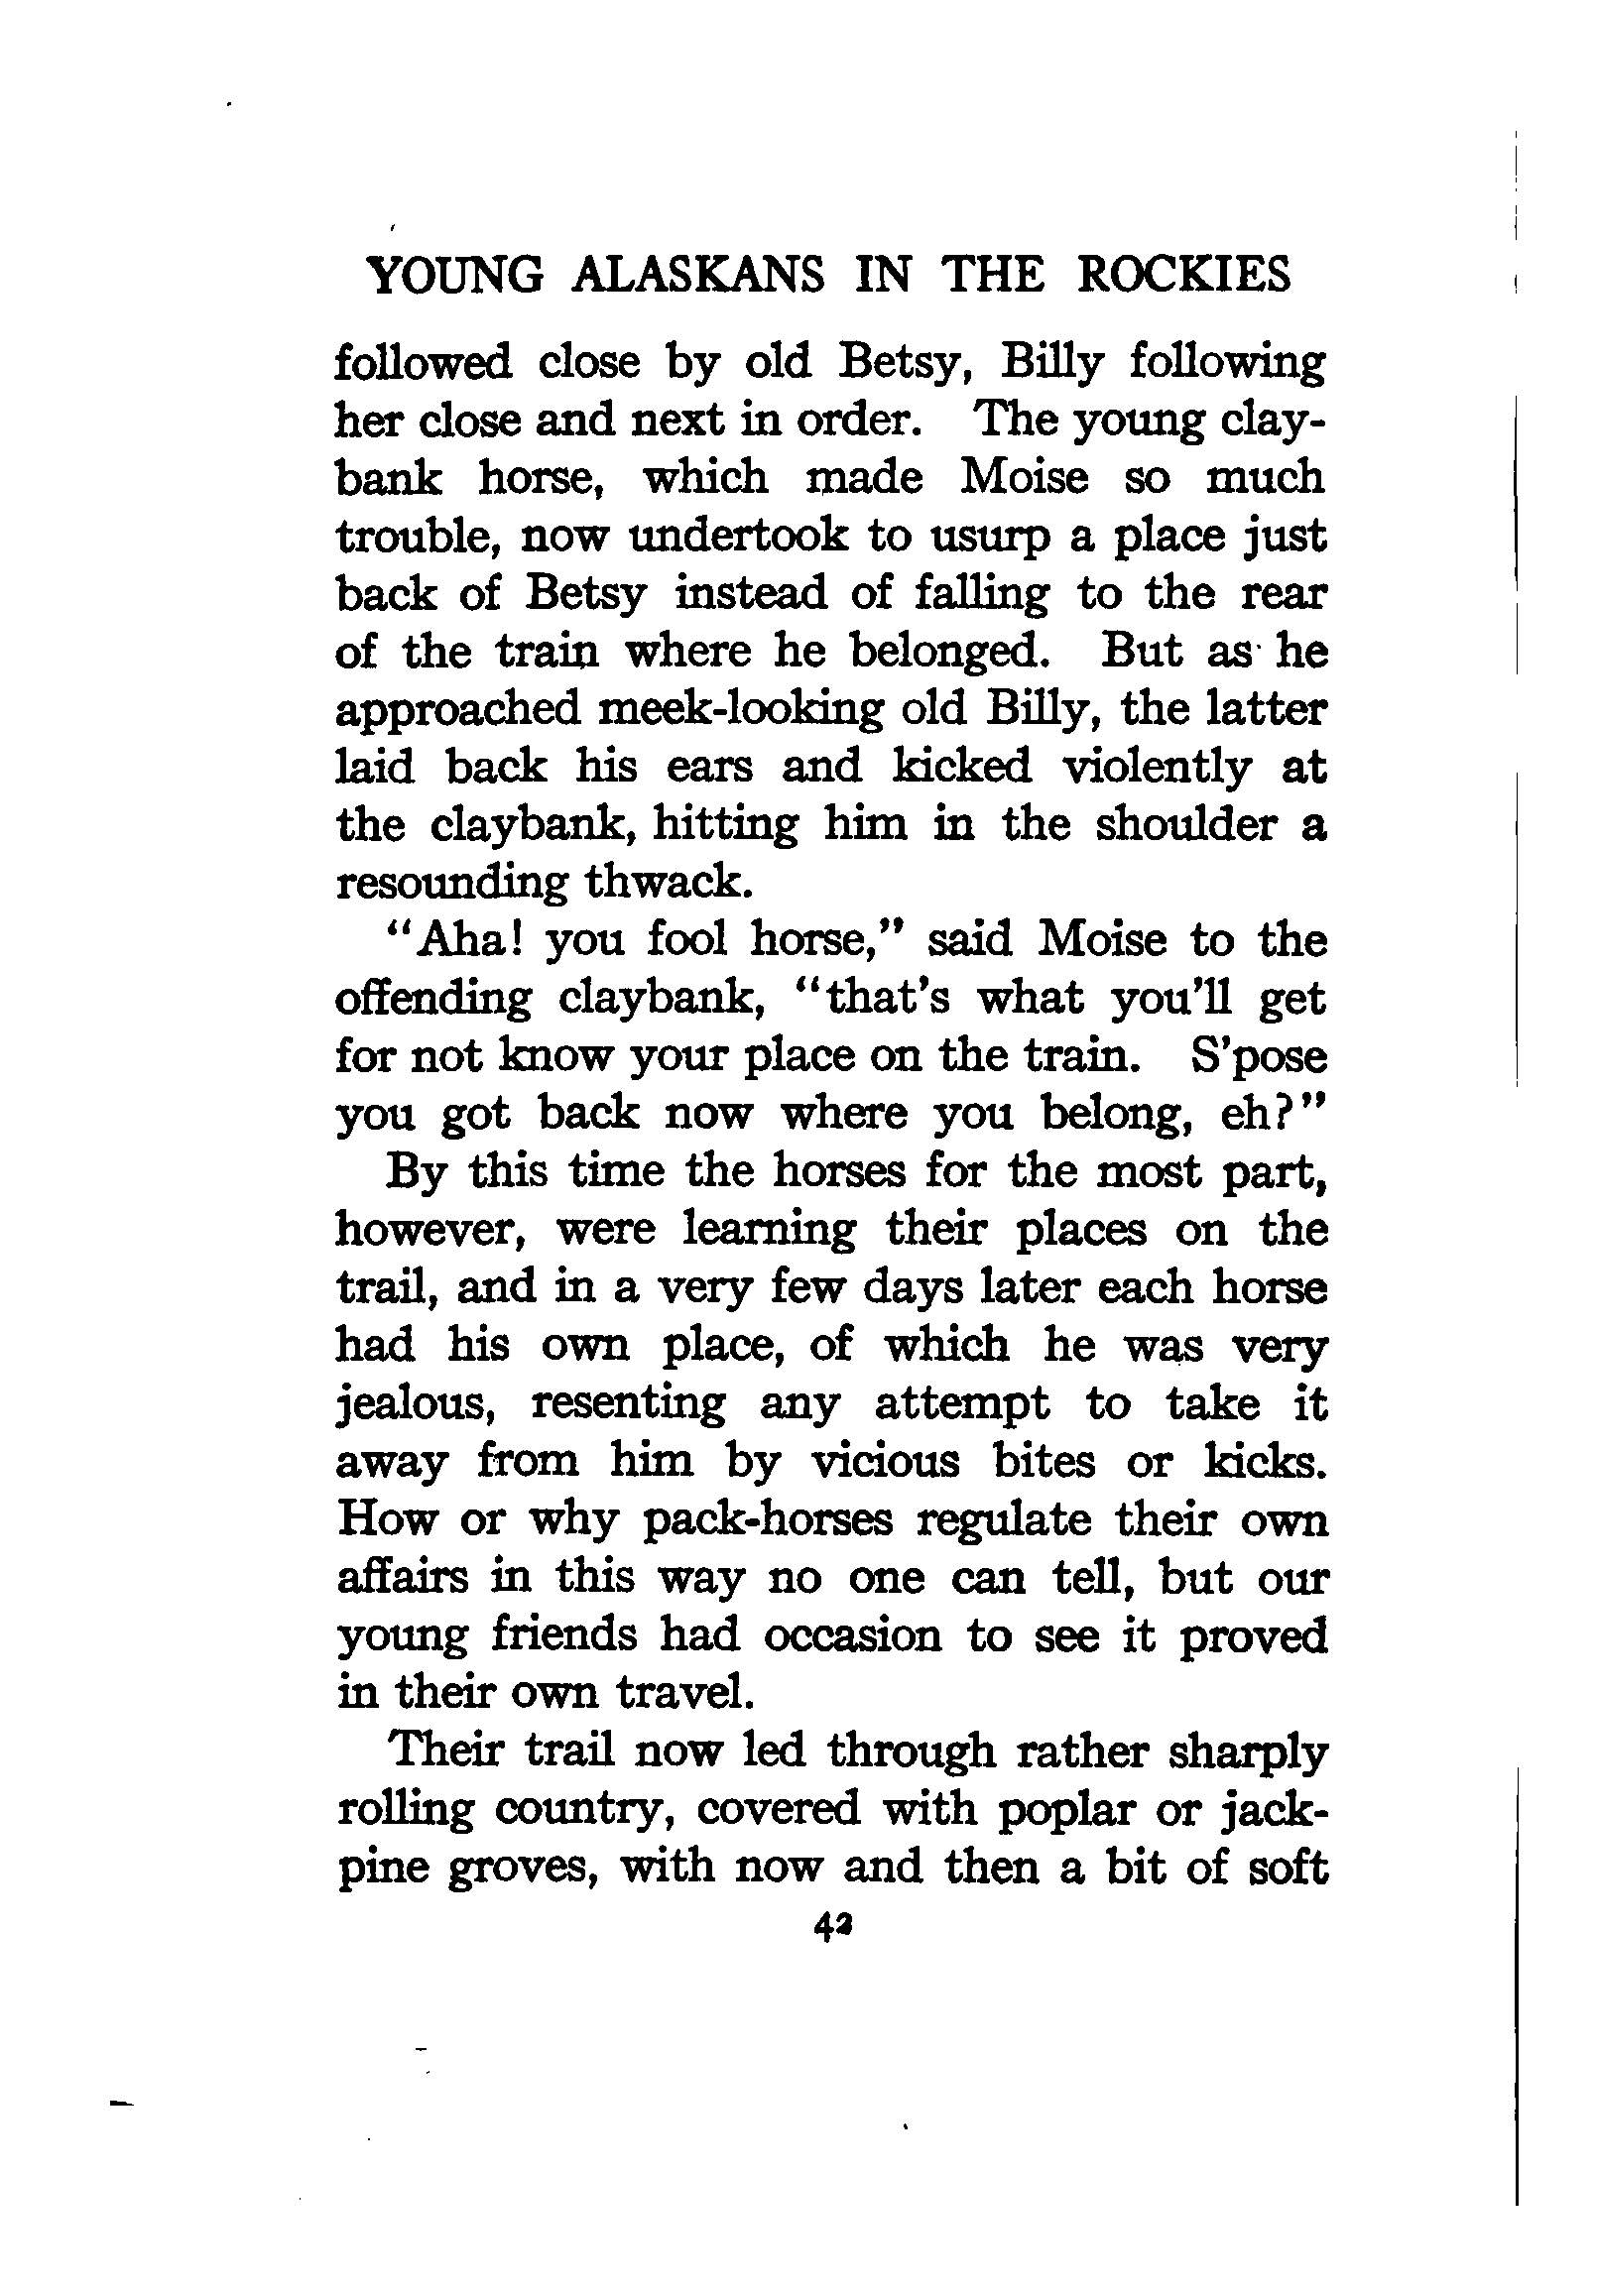 YOUNG ALASKANS IN THE ROCKIES
followed close by old Betsy, Billy following
her close and next in order. The young clay-
bank horse, which made Moise so much
trouble, now undertook to usurp a place just
back of Betsy instead of falling to the rear
of the train where he belonged. But as he
approached meek-looking old Billy, the latter
laid back his ears and kicked violently at
the claybank, hitting him in the shoulder a
resounding thwack.
"Aha! you fool horse," said Moise to the
offending claybank, "that's what you'll get
for not know your place on the train. S'pose
you got back now where you belong, eh?"
By this time the horses for the most part,
however, were learning their places on the
trail, and in a very few days later each horse
had his own place, of which he was very
jealous, resenting any attempt to take it
away from him by vicious bites or kicks.
How or why pack-horses regulate their own
affairs in this way no one can tell, but our
young friends had occasion to see it proved
in their own travel.
Their trail now led through rather sharply
rolling country, covered with poplar or jack-
pine groves, with now and then a bit of soft
42